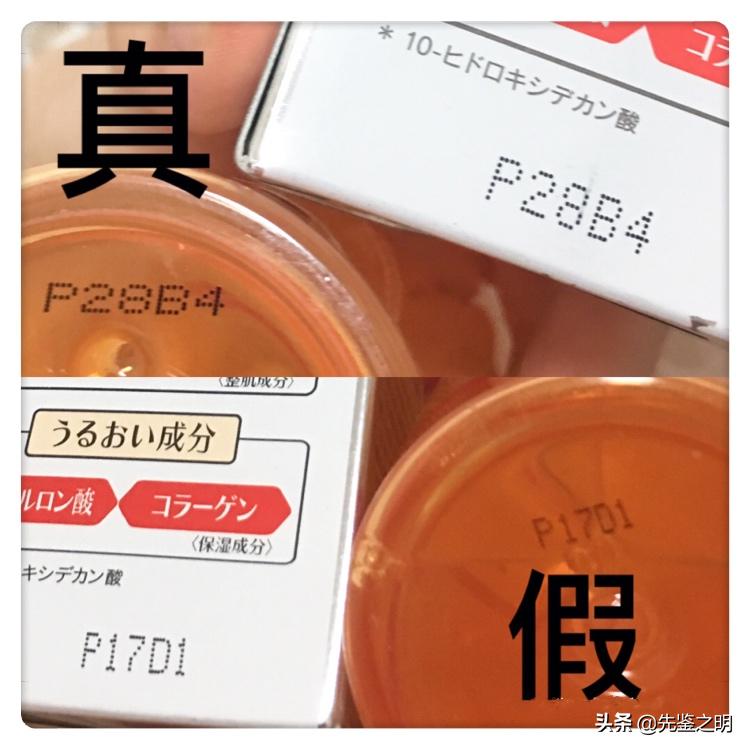 真
コラ
* 10-ヒドロキシデカン酸
P28B4
P28B4
〈整肌成分〉
うるおい成分
ルロン酸
コラーゲン
〈保湿成分〉
キシデカン酸
P17D1
P17D1
假
头条 @先鉴之明